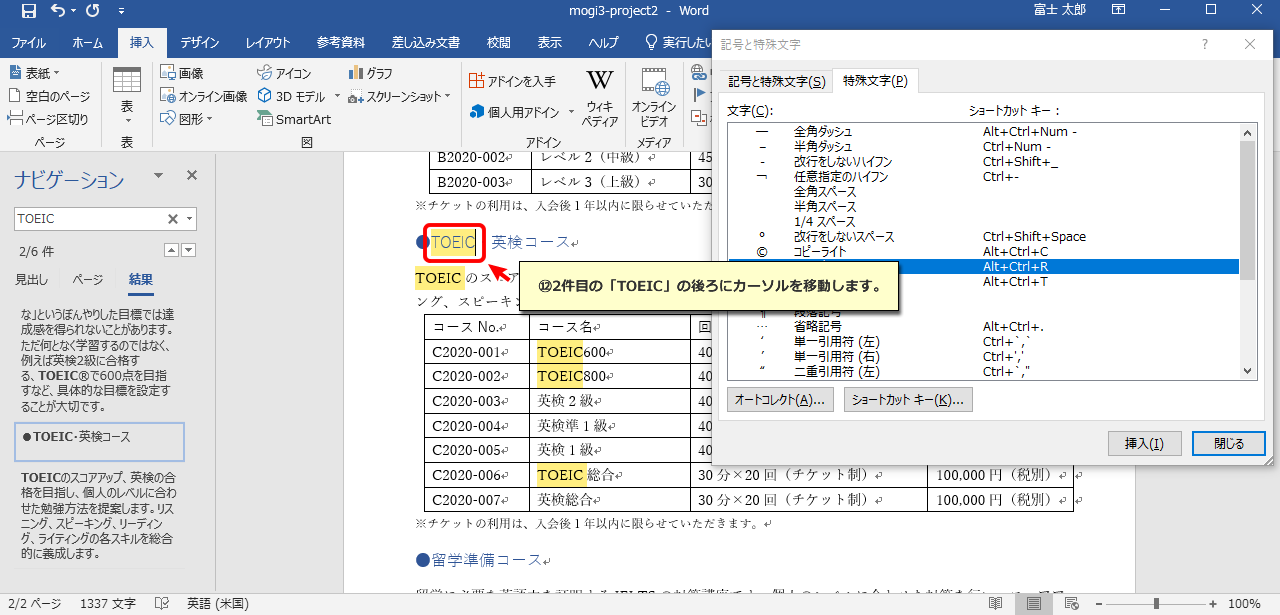 mogi3-project2 - Word
富士 太郎
ファイル ホーム 挿入 デザイン レイアウト 参考資料 差し込み文書 校閲 表示 ヘルプ 実行したい
表紙
空白のページ
ページ区切り
ページ
表
表
画像
オンライン画像
図形
アイコン
3D モデル
SmartArt
グラフ
スクリーンショット
図
アドインを入手
個人用アドイン
ウィキペディア
アドイン
オンライン
ビデオ
メディア
ナビゲーション
TOEIC
2/6 件
見出し ページ 結果
な」というぼんやりした目標では達
成感を得られないことがあります。
ただ何となく学習するのではなく、
例えば英検2級に合格す
る、TOEIC®で600点を目指
すなど、具体的な目標を設定す
ることが大切です。
●TOEIC・英検コース
TOEICのスコアアップ、英検の合
格を目指し、個人のレベルに合わ
せた勉強方法を提案します。リス
ニング、スピーキング、リーディン
グ、ライティングの各スキルを総合
的に養成します。
B2020-002 レベル 2（中級） 45
B2020-003 レベル 3（上級） 30
※チケットの利用は、入会後 1 年以内に限らせていただ
●TOEIC 英検コース
TOEIC のスコア
ング、スピーキン
コース No. コース名 回
C2020-001 TOEIC600 40
C2020-002 TOEIC800 40
C2020-003 英検 2 級 40
C2020-004 英検準 1 級 40
C2020-005 英検 1 級 40
C2020-006 TOEIC 総合 30 分×20 回（チケット制） 100,000 円（税別）
C2020-007 英検総合 30 分×20 回（チケット制） 100,000 円（税別）
※チケットの利用は、入会後 1 年以内に限らせていただきます。
●留学準備コース
⑫2件目の「TOEIC」の後ろにカーソルを移動します。
記号と特殊文字
記号と特殊文字(S) 特殊文字(P)
文字(C): ショートカット キー：
— 全角ダッシュ Alt+Ctrl+Num -
– 半角ダッシュ Ctrl+Num -
- 改行をしないハイフン Ctrl+Shift+_
¬ 任意指定のハイフン Ctrl+-
全角スペース
半角スペース
1/4 スペース
° 改行をしないスペース Ctrl+Shift+Space
© コピーライト Alt+Ctrl+C
Alt+Ctrl+R
Alt+Ctrl+T
¶ 段落記号
… 省略記号 Alt+Ctrl+.
‘ 単一引用符 (左) Ctrl+`,`
’ 単一引用符 (右) Ctrl+','
“ 二重引用符 (左) Ctrl+`,"
オートコレクト(A)... ショートカット キー(K)...
挿入(I) 閉じる
2/2 ページ 1337 文字 英語 (米国)
100%